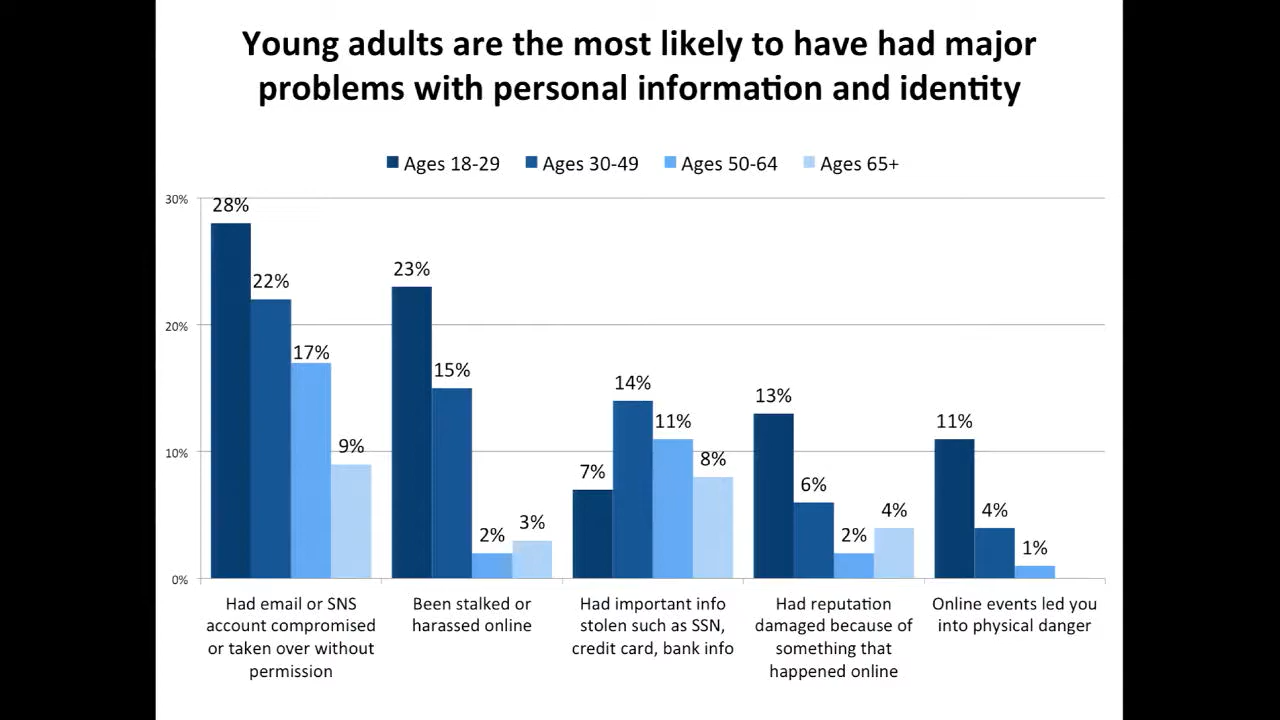 Young adults are the most likely to have had major
problems with personal information and identity
Ages 18-29 Ages 30-49 Ages 50-64 Ages 65+
30%
20%
10%
0%
28%
22%
17%
9%
23%
15%
2%
3%
7%
14%
11%
8%
13%
6%
2%
4%
11%
4%
1%
Had email or SNS
account compromised
or taken over without
permission
Been stalked or
harassed online
Had important info
stolen such as SSN,
credit card, bank info
Had reputation
damaged because of
something that
happened online
Online events led you
into physical danger